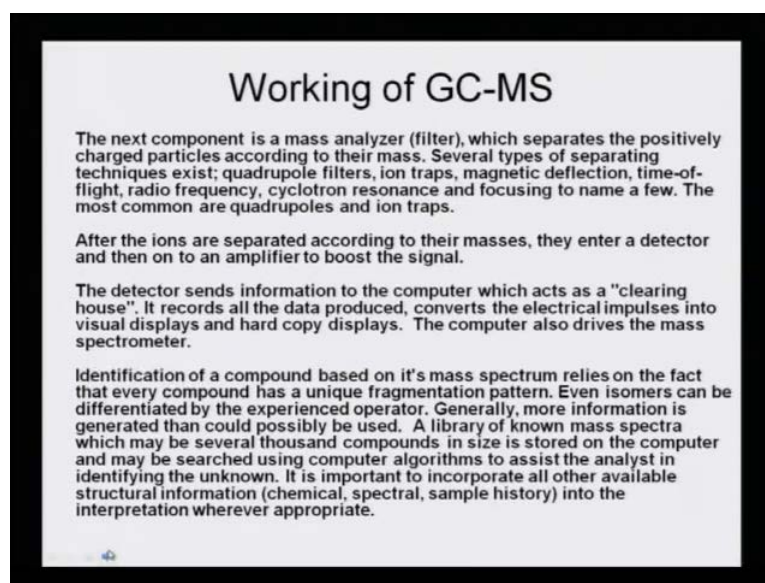 Working of GC-MS
The next component is a mass analyzer (filter), which separates the positively
charged particles according to their mass. Several types of separating
techniques exist; quadrupole filters, ion traps, magnetic deflection, time-of-
flight, radio frequency, cyclotron resonance and focusing to name a few. The
most common are quadrupoles and ion traps.
After the ions are separated according to their masses, they enter a detector
and then on to an amplifier to boost the signal.
The detector sends information to the computer which acts as a "clearing
house". It records all the data produced, converts the electrical impulses into
visual displays and hard copy displays. The computer also drives the mass
spectrometer.
Identification of a compound based on it's mass spectrum relies on the fact
that every compound has a unique fragmentation pattern. Even isomers can be
differentiated by the experienced operator. Generally, more information is
generated than could possibly be used. A library of known mass spectra
which may be several thousand compounds in size is stored on the computer
and may be searched using computer algorithms to assist the analyst in
identifying the unknown. It is important to incorporate all other available
structural information (chemical, spectral, sample history) into the
interpretation wherever appropriate.